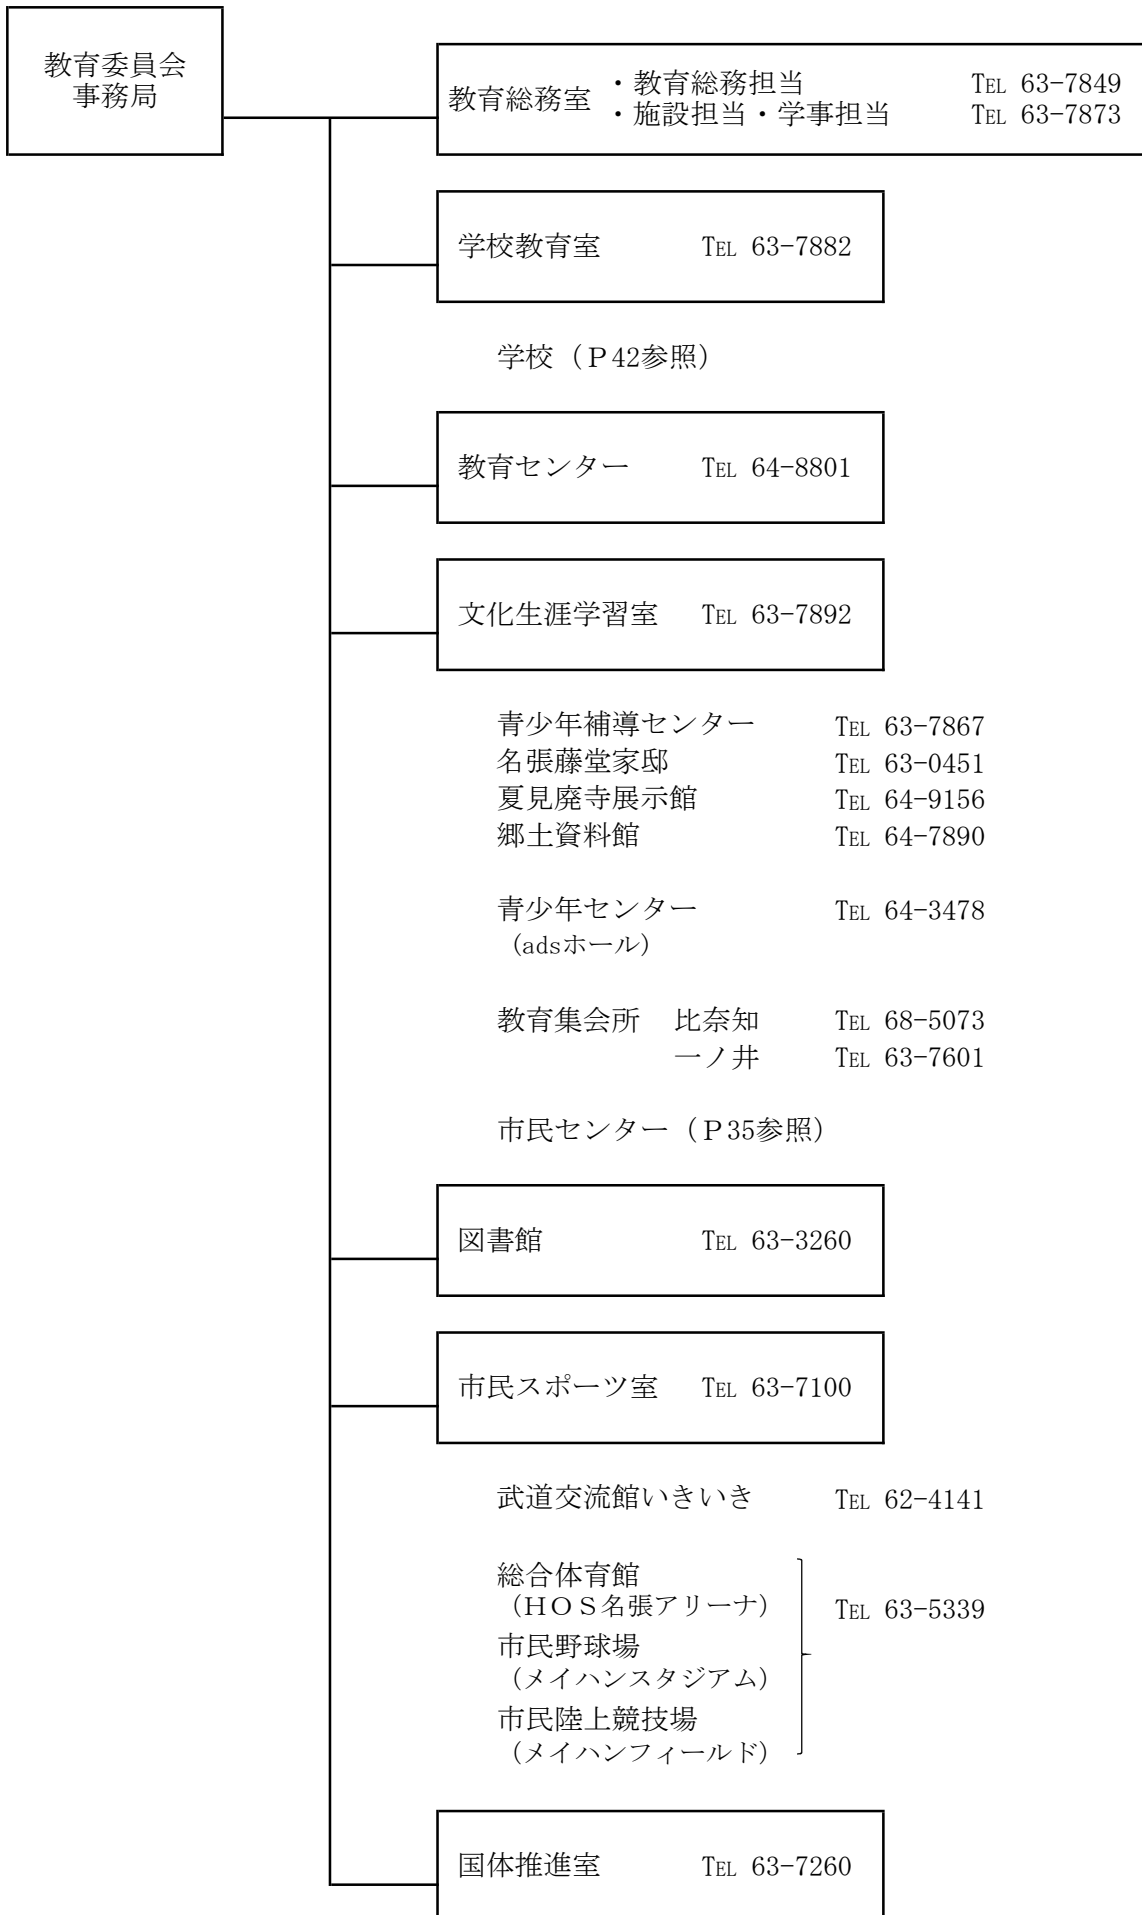 教育委員会
事務局
教育総務室 ・教育総務担当 TEL 63-7849
・施設担当・学事担当 TEL 63-7873
学校教育室 TEL 63-7882
学校（Ｐ42参照）
教育センター TEL 64-8801
文化生涯学習室 TEL 63-7892
青少年補導センター TEL 63-7867
名張藤堂家邸 TEL 63-0451
夏見廃寺展示館 TEL 64-9156
郷土資料館 TEL 64-7890
青少年センター TEL 64-3478
（adsホール）
教育集会所 比奈知 TEL 68-5073
一ノ井 TEL 63-7601
市民センター（Ｐ35参照）
図書館 TEL 63-3260
市民スポーツ室 TEL 63-7100
武道交流館いきいき TEL 62-4141
総合体育館
（ＨＯＳ名張アリーナ） TEL 63-5339
市民野球場
（メイハンスタジアム）
市民陸上競技場
（メイハンフィールド）
国体推進室 TEL 63-7260